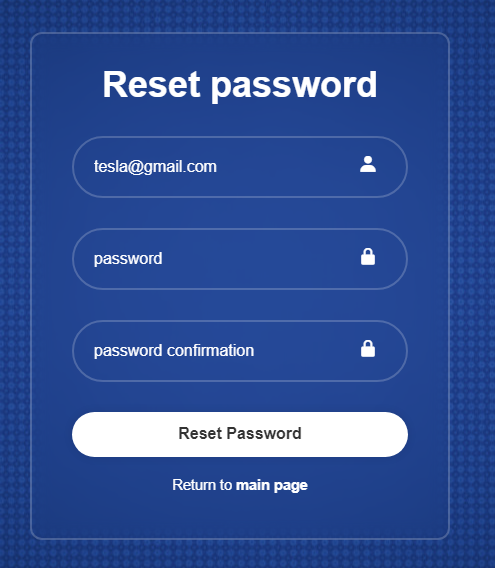 Reset password
tesla@gmail.com
password
password confirmation
Reset Password
Return to main page